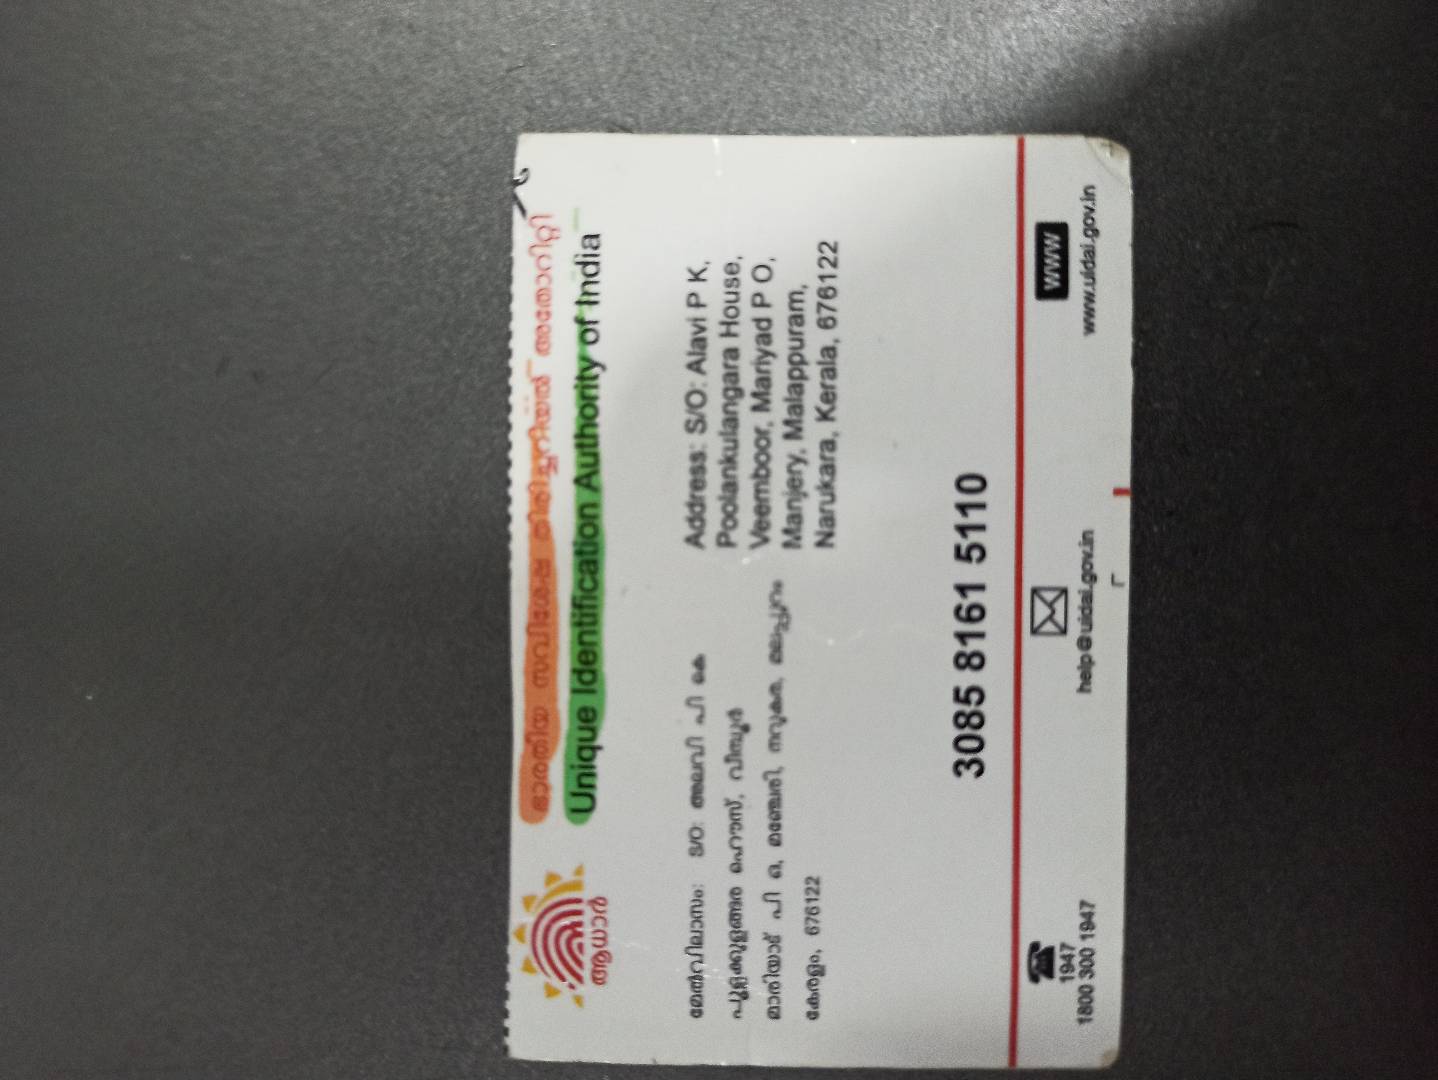 ആധാർ
ഭാരതീയ സവിശേഷ തിരിച്ചറിയൽ അതോറിറ്റി
Unique Identification Authority of India
മേൽവിലാസം: S/O: അലവി പി കെ
പൂളക്കുളങ്ങര ഹൌസ്, വീമ്പൂർ
മാരിയാട് പി ഒ, മഞ്ചേരി, നറുകര, മലപ്പുറം
കേരളം, 676122
Address: S/O: Alavi P K,
Poolankulangara House,
Veemboor, Mariyad P O,
Manjery, Malappuram,
Narukara, Kerala, 676122
3085 8161 5110
1947
1800 300 1947
help@uidai.gov.in
www
www.uidai.gov.in